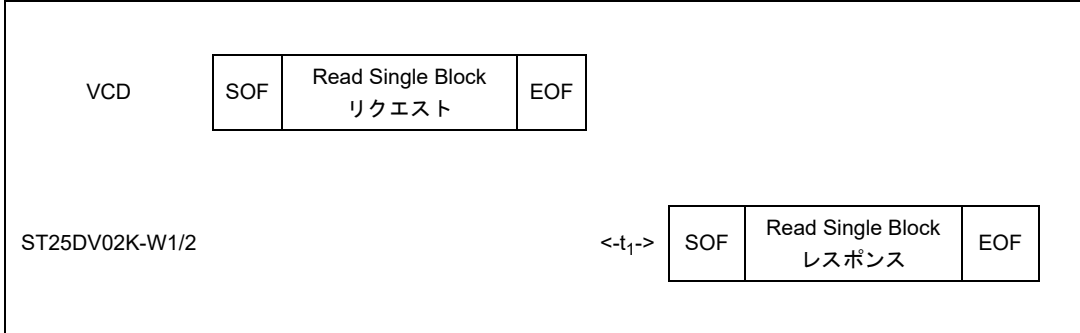 VCD
SOF
Read Single Block
リクエスト
EOF
ST25DV02K-W1/2
<-t₁->
SOF
Read Single Block
レスポンス
EOF